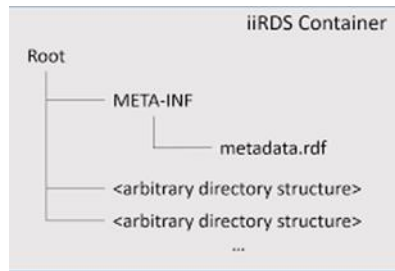 iiRDS Container
Root
META-INF
metadata.rdf
<arbitrary directory structure>
<arbitrary directory structure>
...